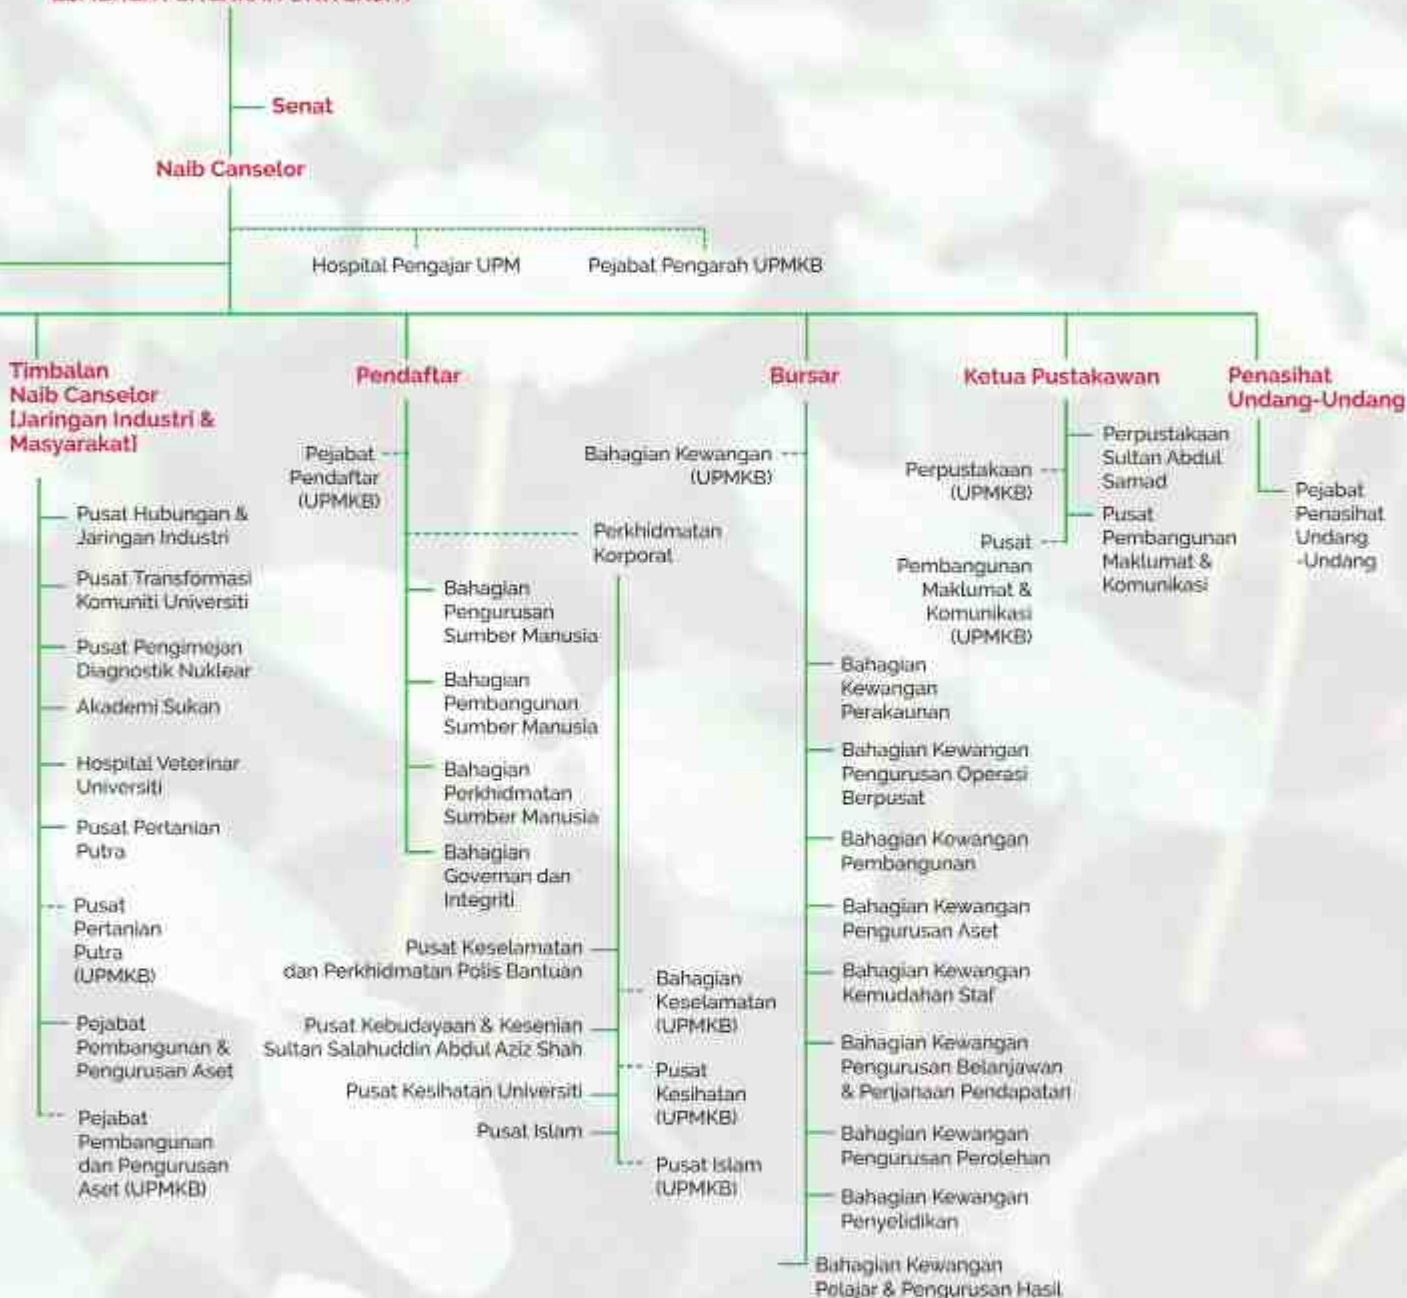 Senat
Naib Canselor
Hospital Pengajar UPM
Pejabat Pengarah UPMKB
Timbalan
Naib Canselor
[Jaringan Industri &
Masyarakat]
Pusat Hubungan &
Jaringan Industri
Pusat Transformasi
Komuniti Universiti
Pusat Pengimejan
Diagnostik Nuklear
Akademi Sukan
Hospital Veterinar
Universiti
Pusat Pertanian
Putra
Pusat
Pertanian
Putra
(UPMKB)
Pejabat
Pembangunan &
Pengurusan Aset
Pejabat
Pembangunan
dan Pengurusan
Aset (UPMKB)
Pendaftar
Pejabat
Pendaftar
(UPMKB)
Perkhidmatan
Korporat
Bahagian
Pengurusan
Sumber Manusia
Bahagian
Pembangunan
Sumber Manusia
Bahagian
Perkhidmatan
Sumber Manusia
Bahagian
Governan dan
Integriti
Pusat Keselamatan
dan Perkhidmatan Polis Bantuan
Bahagian
Keselamatan
(UPMKB)
Pusat Kebudayaan & Kesenian
Sultan Salahuddin Abdul Aziz Shah
Pusat
Kesihatan
(UPMKB)
Pusat Kesihatan Universiti
Pusat Islam
Pusat Islam
(UPMKB)
Bursar
Bahagian Kewangan
(UPMKB)
Bahagian
Kewangan
Perakaunan
Bahagian Kewangan
Pengurusan Operasi
Berpusat
Bahagian Kewangan
Pembangunan
Bahagian Kewangan
Pengurusan Aset
Bahagian Kewangan
Kemudahan Staf
Bahagian Kewangan
Pengurusan Belanjawan
& Penjanaan Pendapatan
Bahagian Kewangan
Pengurusan Perolehan
Bahagian Kewangan
Penyelidikan
Bahagian Kewangan
Pelajar & Pengurusan Hasil
Ketua Pustakawan
Perpustakaan
Sultan Abdul
Samad
Perpustakaan
(UPMKB)
Pusat
Pembangunan
Maklumat &
Komunikasi
Pusat
Pembangunan
Maklumat &
Komunikasi
(UPMKB)
Penasihat
Undang-Undang
Pejabat
Penasihat
Undang
-Undang